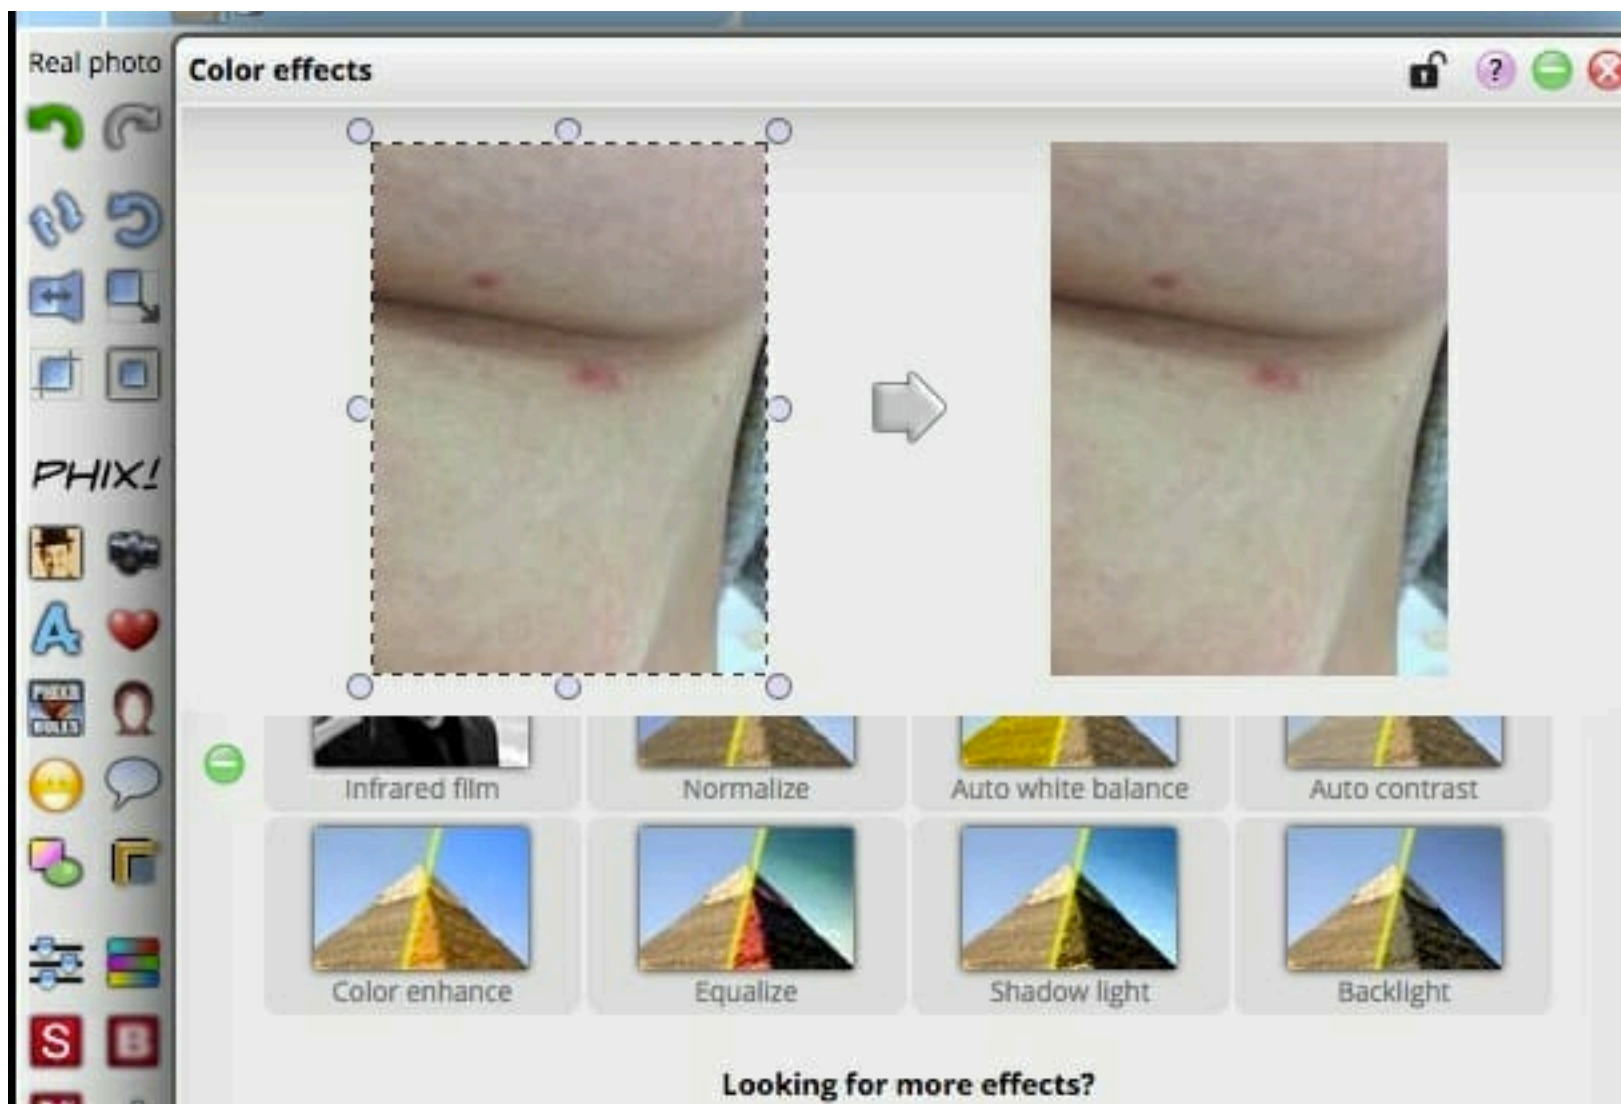 Real photo
Color effects
?
PHIX!
A
Infrared film
Normalize
Auto white balance
Auto contrast
Color enhance
Equalize
Shadow light
Backlight
S
B
Looking for more effects?